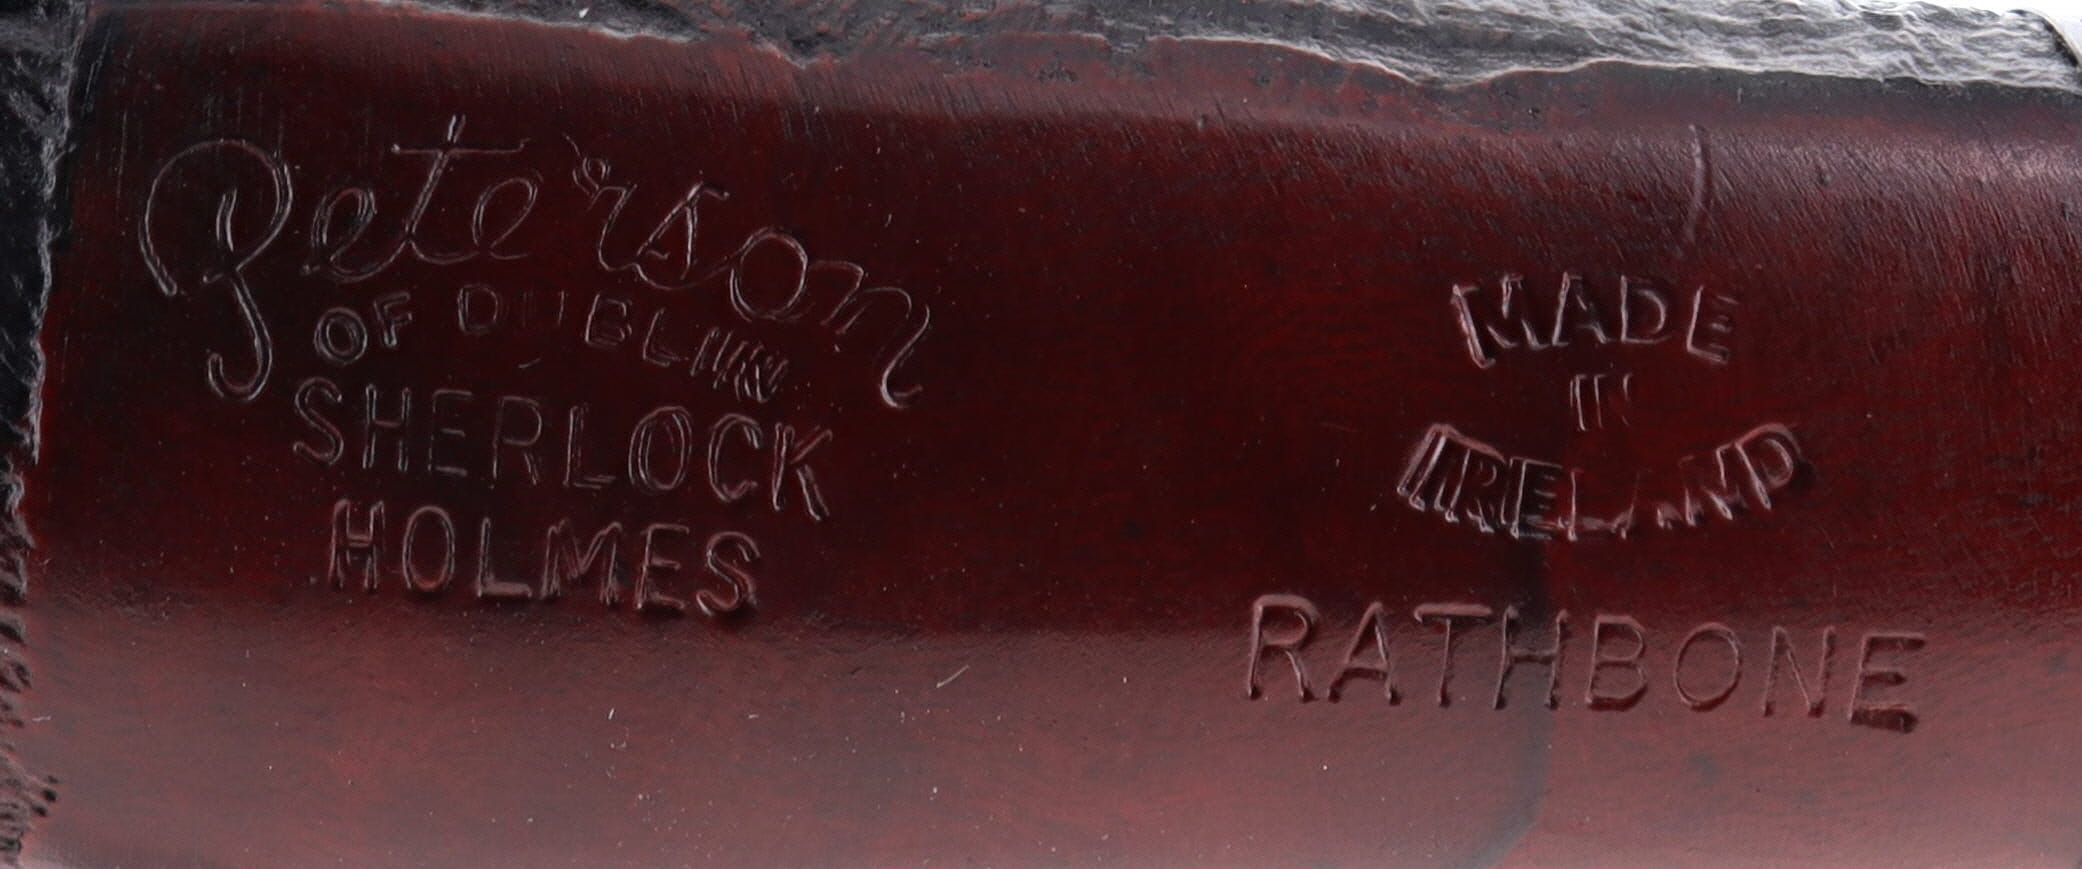 Peterson
OF DUBLIN
SHERLOCK
HOLMES
MADE
IN
IRELAND
RATHBONE